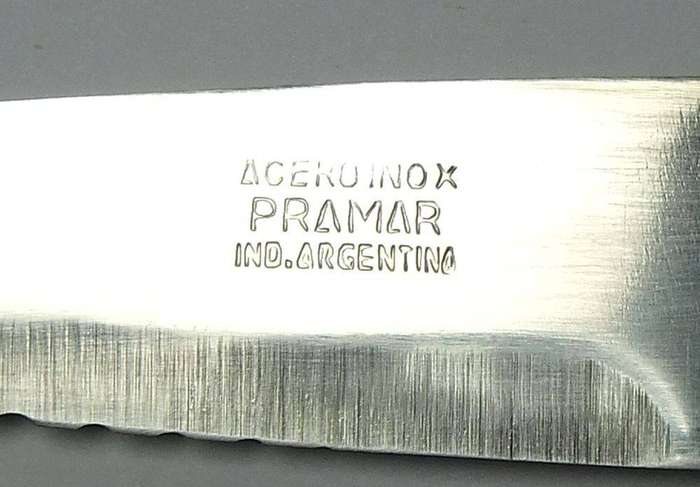 ACERO INOX
PRAMAR
IND. ARGENTINA